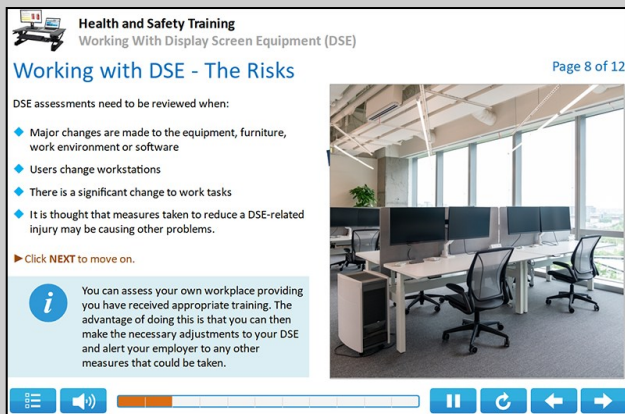 Health and Safety Training
Working With Display Screen Equipment (DSE)
Working with DSE - The Risks
Page 8 of 12
DSE assessments need to be reviewed when:
Major changes are made to the equipment, furniture,
work environment or software
Users change workstations
There is a significant change to work tasks
It is thought that measures taken to reduce a DSE-related
injury may be causing other problems.
Click NEXT to move on.
i
You can assess your own workplace providing
you have received appropriate training. The
advantage of doing this is that you can then
make the necessary adjustments to your DSE
and alert your employer to any other
measures that could be taken.